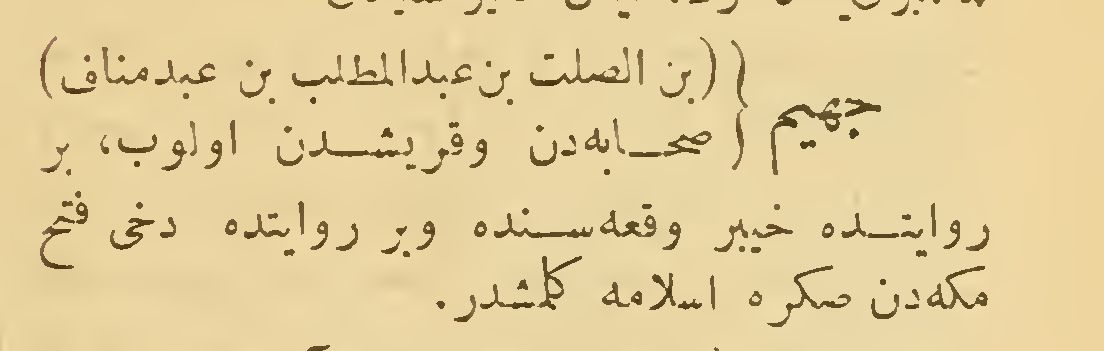 جهيم
(بن الصلت بن عبدالمطلب بن عبدمناف)
صحابه‌دن وقريشدن اولوب، بر
روايتده خيبر وقعه‌سنده وبر روايتده دخى فتح
مكه‌دن صكره اسلامه كلمشدر.